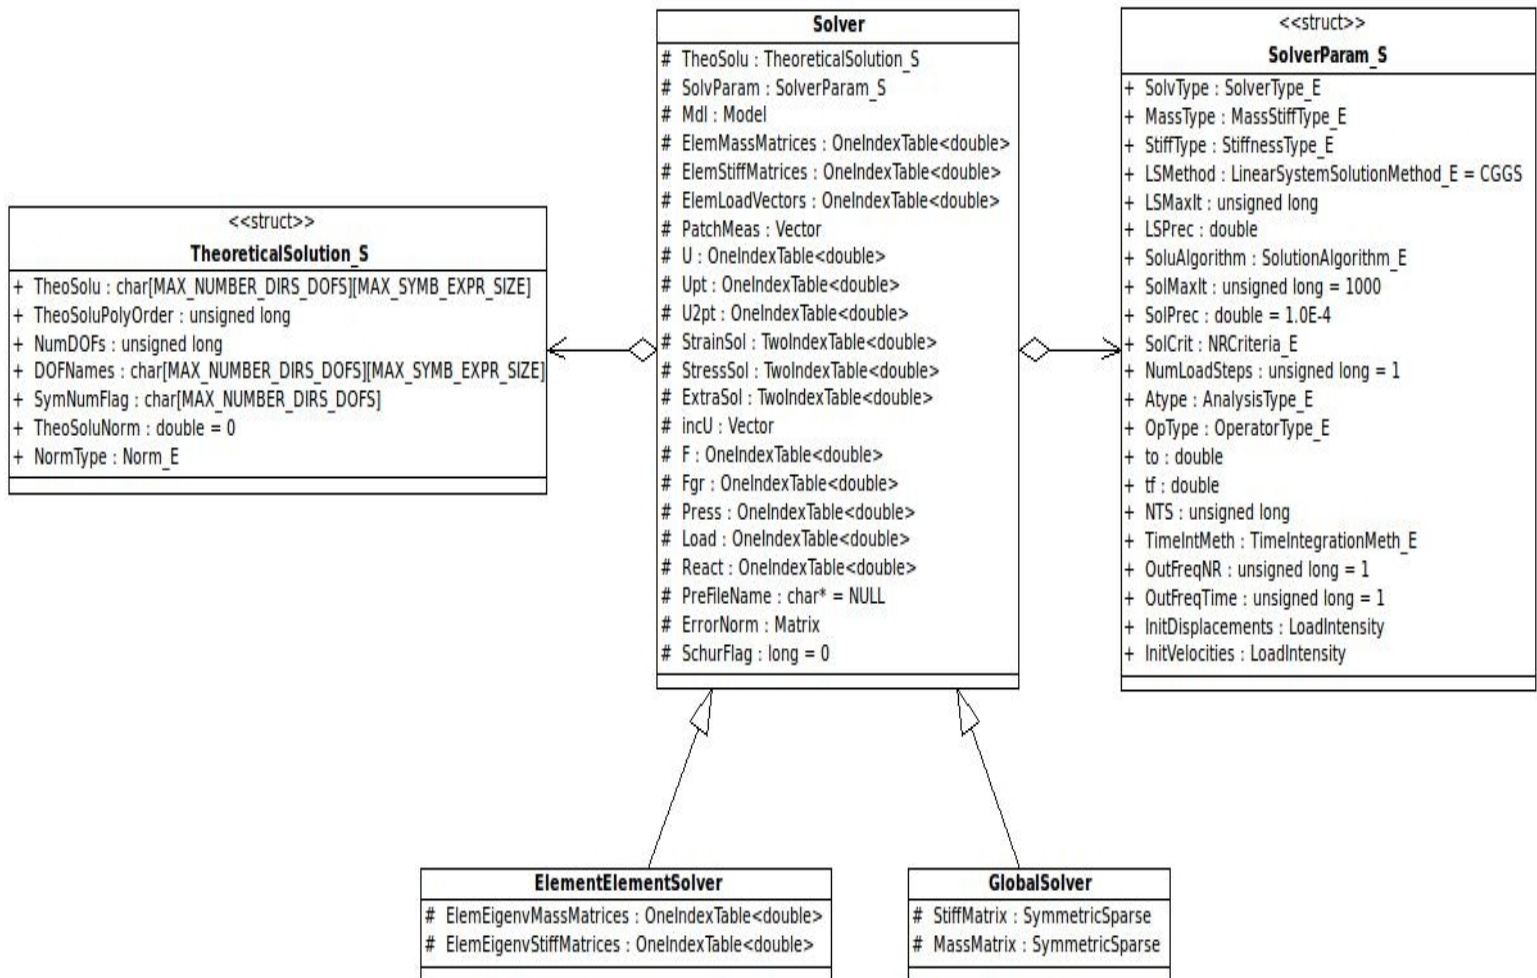 Solver
# TheoSolu : TheoreticalSolution_S
# SolvParam : SolverParam_S
# Mdl : Model
# ElemMassMatrices : OneIndexTable<double>
# ElemStiffMatrices : OneIndexTable<double>
# ElemLoadVectors : OneIndexTable<double>
# PatchMeas : Vector
# U : OneIndexTable<double>
# Upt : OneIndexTable<double>
# U2pt : OneIndexTable<double>
# StrainSol : TwoIndexTable<double>
# StressSol : TwoIndexTable<double>
# ExtraSol : TwoIndexTable<double>
# incU : Vector
# F : OneIndexTable<double>
# Fgr : OneIndexTable<double>
# Press : OneIndexTable<double>
# Load : OneIndexTable<double>
# React : OneIndexTable<double>
# PreFileName : char* = NULL
# ErrorNorm : Matrix
# SchurFlag : long = 0
<<struct>>
SolverParam_S
+ SolvType : SolverType_E
+ MassType : MassStiffType_E
+ StiffType : StiffnessType_E
+ LSMethod : LinearSystemSolutionMethod_E = CGGS
+ LSMaxIt : unsigned long
+ LSPrec : double
+ SoluAlgorithm : SolutionAlgorithm_E
+ SolMaxIt : unsigned long = 1000
+ SolPrec : double = 1.0E-4
+ SolCrit : NRCriteria_E
+ NumLoadSteps : unsigned long = 1
+ Atype : AnalysisType_E
+ OpType : OperatorType_E
+ to : double
+ tf : double
+ NTS : unsigned long
+ TimeIntMeth : TimeIntegrationMeth_E
+ OutFreqNR : unsigned long = 1
+ OutFreqTime : unsigned long = 1
+ InitDisplacements : LoadIntensity
+ InitVelocities : LoadIntensity
<<struct>>
TheoreticalSolution_S
+ TheoSolu : char[MAX_NUMBER_DIRS_DOFS][MAX_SYMB_EXPR_SIZE]
+ TheoSoluPolyOrder : unsigned long
+ NumDOFs : unsigned long
+ DOFNames : char[MAX_NUMBER_DIRS_DOFS][MAX_SYMB_EXPR_SIZE]
+ SymNumFlag : char[MAX_NUMBER_DIRS_DOFS]
+ TheoSoluNorm : double = 0
+ NormType : Norm_E
ElementElementSolver
# ElemEigenvMassMatrices : OneIndexTable<double>
# ElemEigenvStiffMatrices : OneIndexTable<double>
GlobalSolver
# StiffMatrix : SymmetricSparse
# MassMatrix : SymmetricSparse